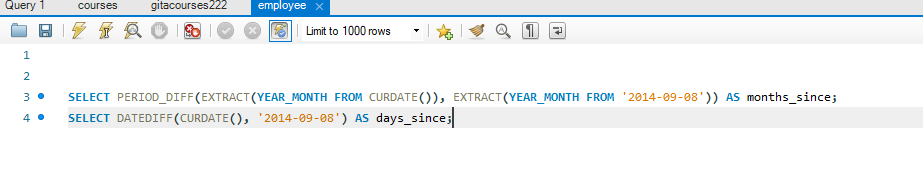 Query 1 courses gitacourses222 employee
Limit to 1000 rows
1
2
3 SELECT PERIOD_DIFF(EXTRACT(YEAR_MONTH FROM CURDATE()), EXTRACT(YEAR_MONTH FROM '2014-09-08')) AS months_since;
4 SELECT DATEDIFF(CURDATE(), '2014-09-08') AS days_since;